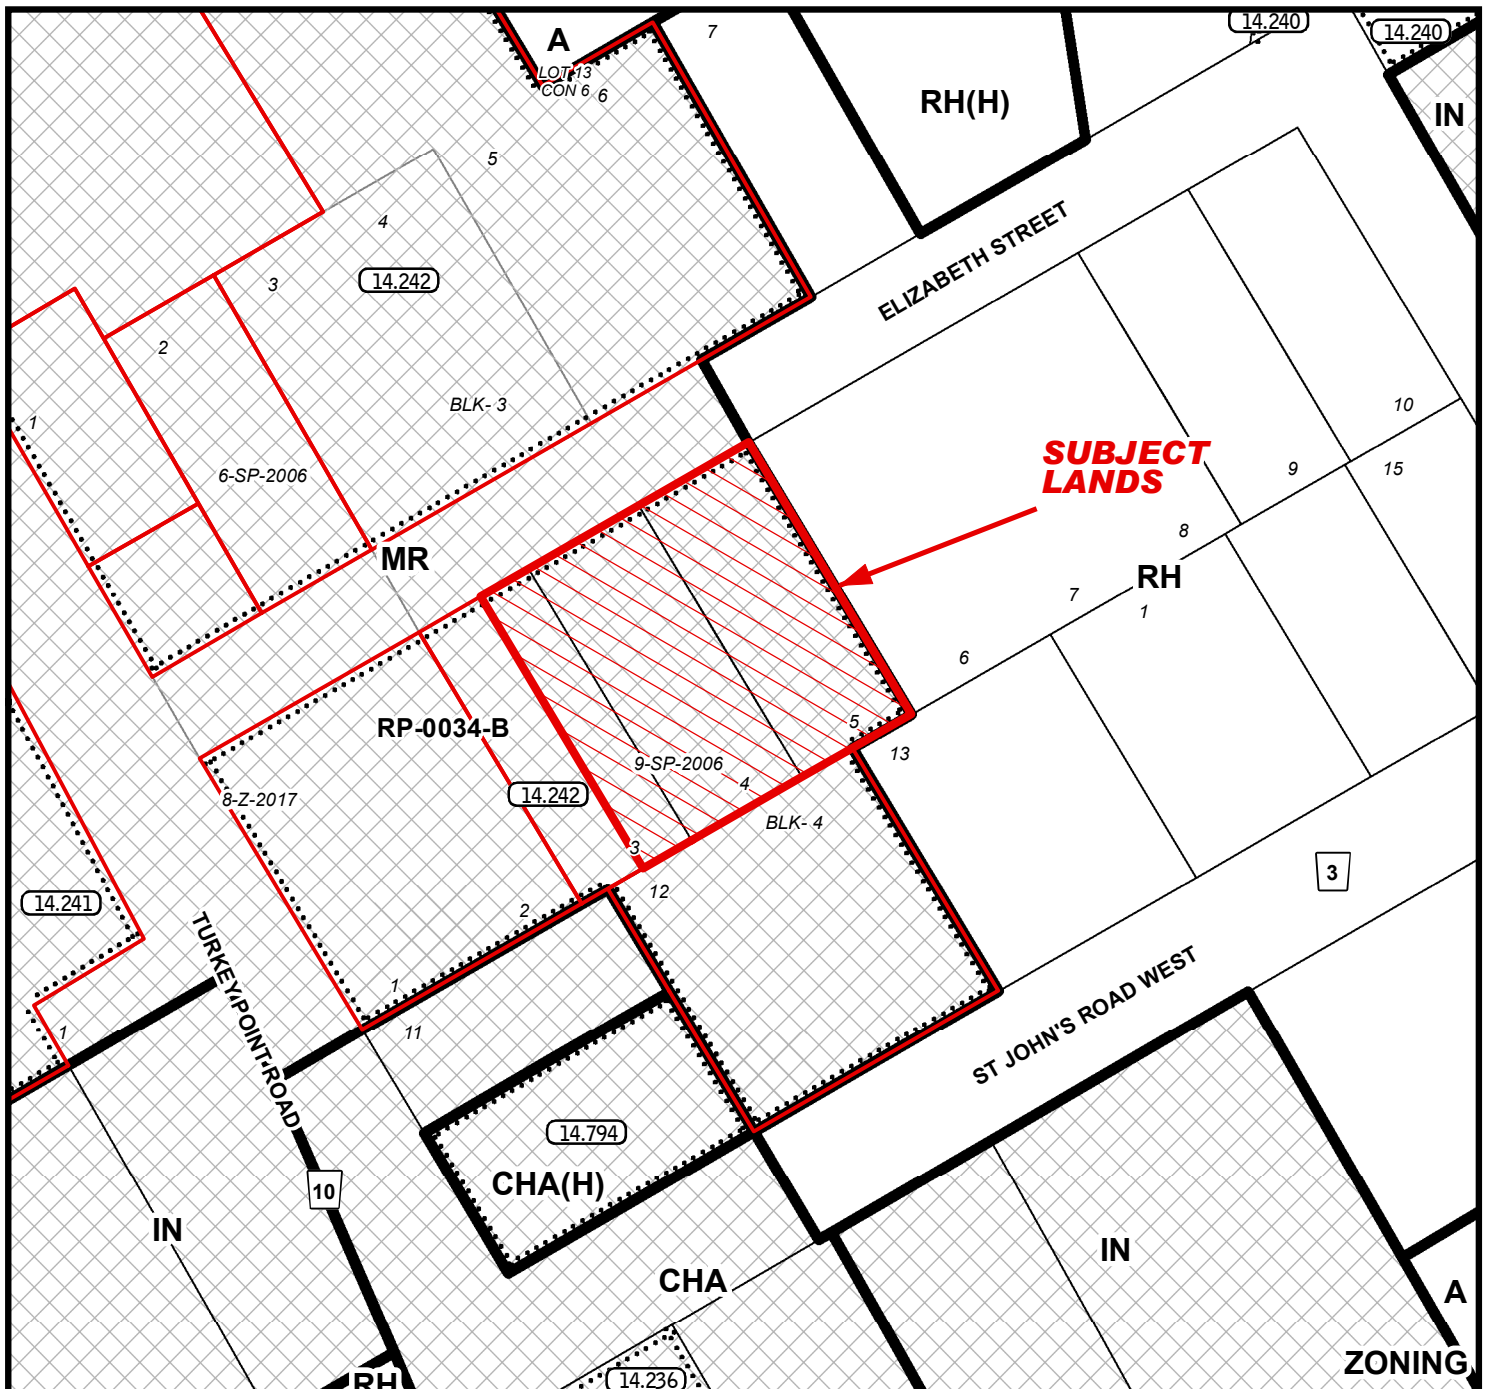 14.240
14.240
7
A
LOT 13
CON 6
6
RH(H)
IN
5
4
3
14.242
ELIZABETH STREET
2
BLK- 3
10
1
6-SP-2006
SUBJECT
LANDS
9
15
8
MR
RH
7
1
6
RP-0034-B
5
13
9-SP-2006
4
14.242
8-Z-2017
BLK- 4
3
3
12
14.241
2
TURKEY POINT ROAD
1
1
11
ST JOHN'S ROAD WEST
14.794
CHA(H)
10
IN
IN
CHA
A
ZONING
RH
14.236